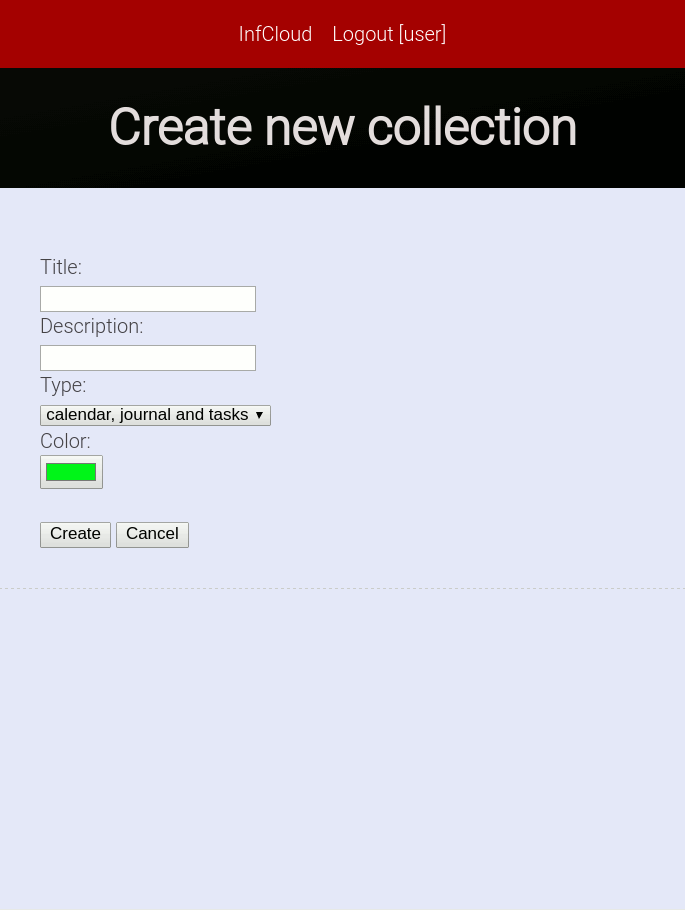 InfCloud Logout [user]
Create new collection
Title:
Description:
Type:
calendar, journal and tasks ▼
Color:
Create Cancel